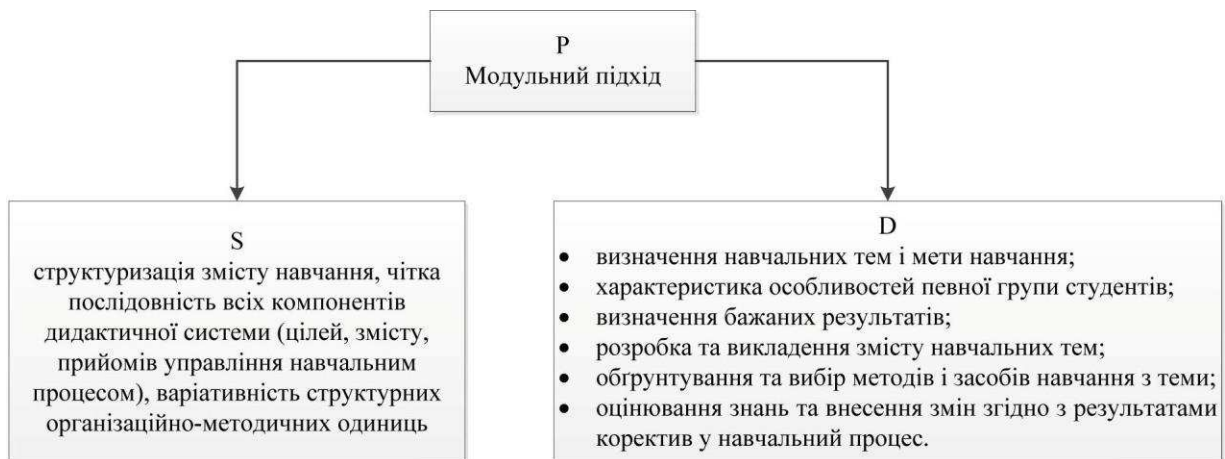 P
Модульний підхід
S
структуризація змісту навчання, чітка
послідовність всіх компонентів
дидактичної системи (цілей, змісту,
прийомів управління навчальним
процесом), варіативність структурних
організаційно-методичних одиниць
D
• визначення навчальних тем і мети навчання;
• характеристика особливостей певної групи студентів;
• визначення бажаних результатів;
• розробка та викладення змісту навчальних тем;
• обґрунтування та вибір методів і засобів навчання з теми;
• оцінювання знань та внесення змін згідно з результатами
коректив у навчальний процес.